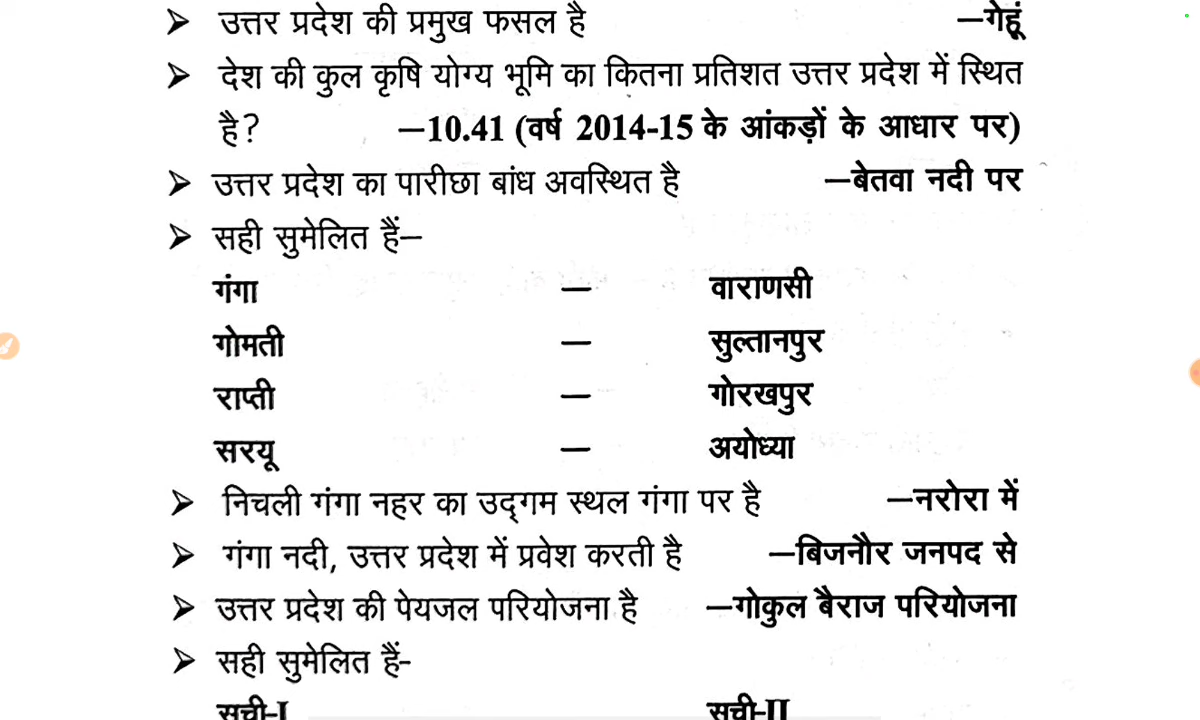 ➢ उत्तर प्रदेश की प्रमुख फसल है —गेहूं
➢ देश की कुल कृषि योग्य भूमि का कितना प्रतिशत उत्तर प्रदेश में स्थित
है? —10.41 (वर्ष 2014-15 के आंकड़ों के आधार पर)
➢ उत्तर प्रदेश का पारीछा बांध अवस्थित है —बेतवा नदी पर
➢ सही सुमेलित हैं—
गंगा — वाराणसी
गोमती — सुल्तानपुर
राप्ती — गोरखपुर
सरयू — अयोध्या
➢ निचली गंगा नहर का उद्‌गम स्थल गंगा पर है —नरोरा में
➢ गंगा नदी, उत्तर प्रदेश में प्रवेश करती है —बिजनौर जनपद से
➢ उत्तर प्रदेश की पेयजल परियोजना है —गोकुल बैराज परियोजना
➢ सही सुमेलित हैं-
सूची-I सूची-II